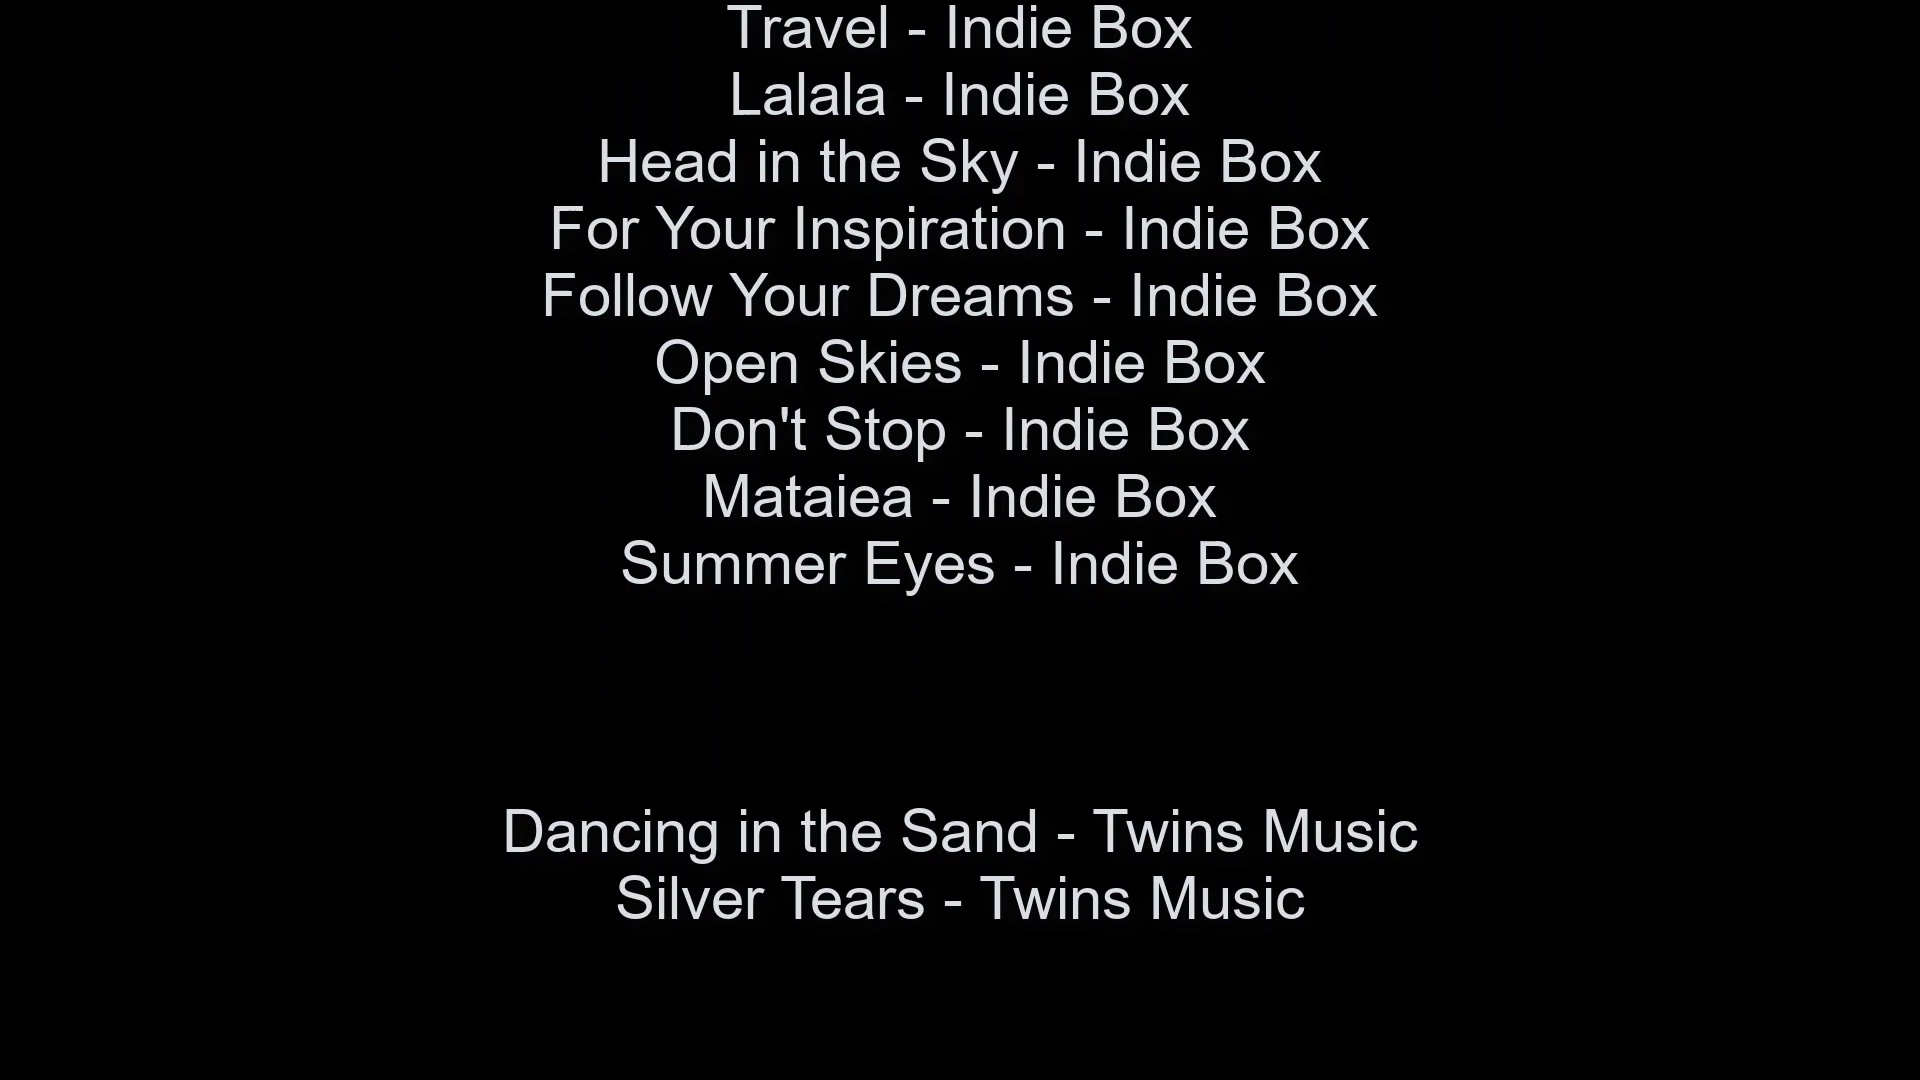 Travel - Indie Box
Lalala - Indie Box
Head in the Sky - Indie Box
For Your Inspiration - Indie Box
Follow Your Dreams - Indie Box
Open Skies - Indie Box
Don't Stop - Indie Box
Mataiea - Indie Box
Summer Eyes - Indie Box
Dancing in the Sand - Twins Music
Silver Tears - Twins Music